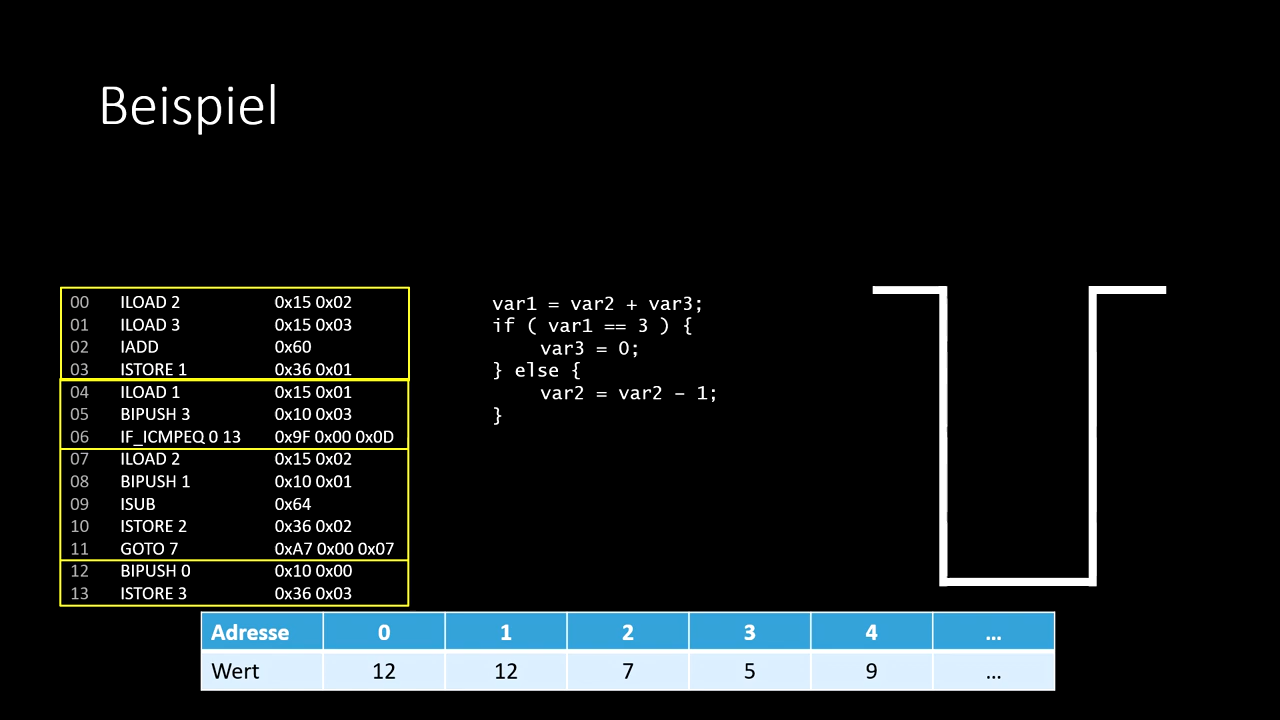 Beispiel
00 ILOAD 2 0x15 0x02
01 ILOAD 3 0x15 0x03
02 IADD 0x60
03 ISTORE 1 0x36 0x01
04 ILOAD 1 0x15 0x01
05 BIPUSH 3 0x10 0x03
06 IF_ICMPEQ 0 13 0x9F 0x00 0x0D
07 ILOAD 2 0x15 0x02
08 BIPUSH 1 0x10 0x01
09 ISUB 0x64
10 ISTORE 2 0x36 0x02
11 GOTO 7 0xA7 0x00 0x07
12 BIPUSH 0 0x10 0x00
13 ISTORE 3 0x36 0x03
var1 = var2 + var3;
if ( var1 == 3 ) {
var3 = 0;
} else {
var2 = var2 – 1;
}
Adresse 0 1 2 3 4 ...
Wert 12 12 7 5 9 ...